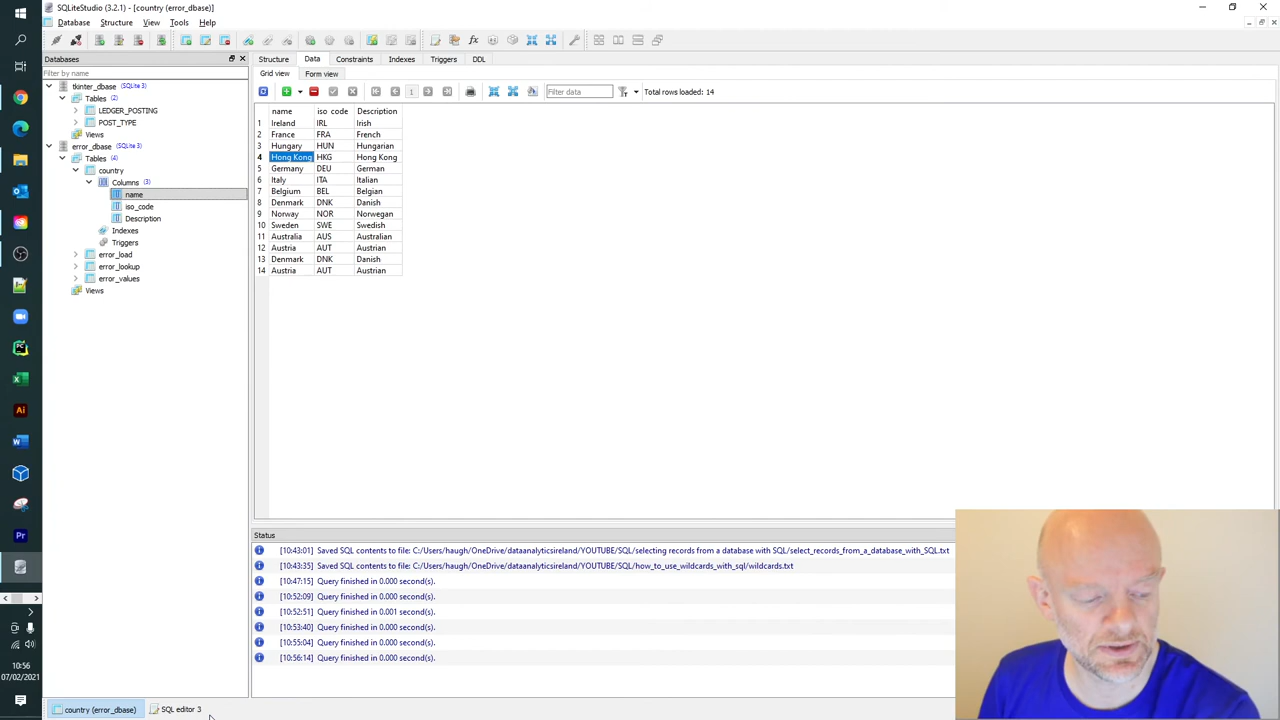 SQLiteStudio (3.2.1) - [country (error_dbase)]
Database Structure View Tools Help
Databases
Filter by name
tkinter_dbase (SQLite 3)
Tables (2)
LEDGER_POSTING
POST_TYPE
Views
error_dbase (SQLite 3)
Tables (4)
country
Columns (3)
name
iso_code
Description
Indexes
Triggers
error_load
error_lookup
error_values
Views
Structure Data Constraints Indexes Triggers DDL
Grid view Form view
1 Filter data Total rows loaded: 14
name iso_code Description
1 Ireland IRL Irish
2 France FRA French
3 Hungary HUN Hungarian
4 Hong Kong HKG Hong Kong
5 Germany DEU German
6 Italy ITA Italian
7 Belgium BEL Belgian
8 Denmark DNK Danish
9 Norway NOR Norwegan
10 Sweden SWE Swedish
11 Australia AUS Australian
12 Austria AUT Austrian
13 Denmark DNK Danish
14 Austria AUT Austrian
Status
[10:43:01] Saved SQL contents to file: C:/Users/haugh/OneDrive/dataanalyticsireland/YOUTUBE/SQL/selecting records from a database with SQL/select_records_from_a_database_with_SQL.txt
[10:43:35] Saved SQL contents to file: C:/Users/haugh/OneDrive/dataanalyticsireland/YOUTUBE/SQL/how_to_use_wildcards_with_sql/wildcards.txt
[10:47:15] Query finished in 0.000 second(s).
[10:52:09] Query finished in 0.000 second(s).
[10:52:51] Query finished in 0.001 second(s).
[10:53:40] Query finished in 0.000 second(s).
[10:55:04] Query finished in 0.000 second(s).
[10:56:14] Query finished in 0.000 second(s).
country (error_dbase) SQL editor 3
Ai
Pr
10:56
07/02/2021